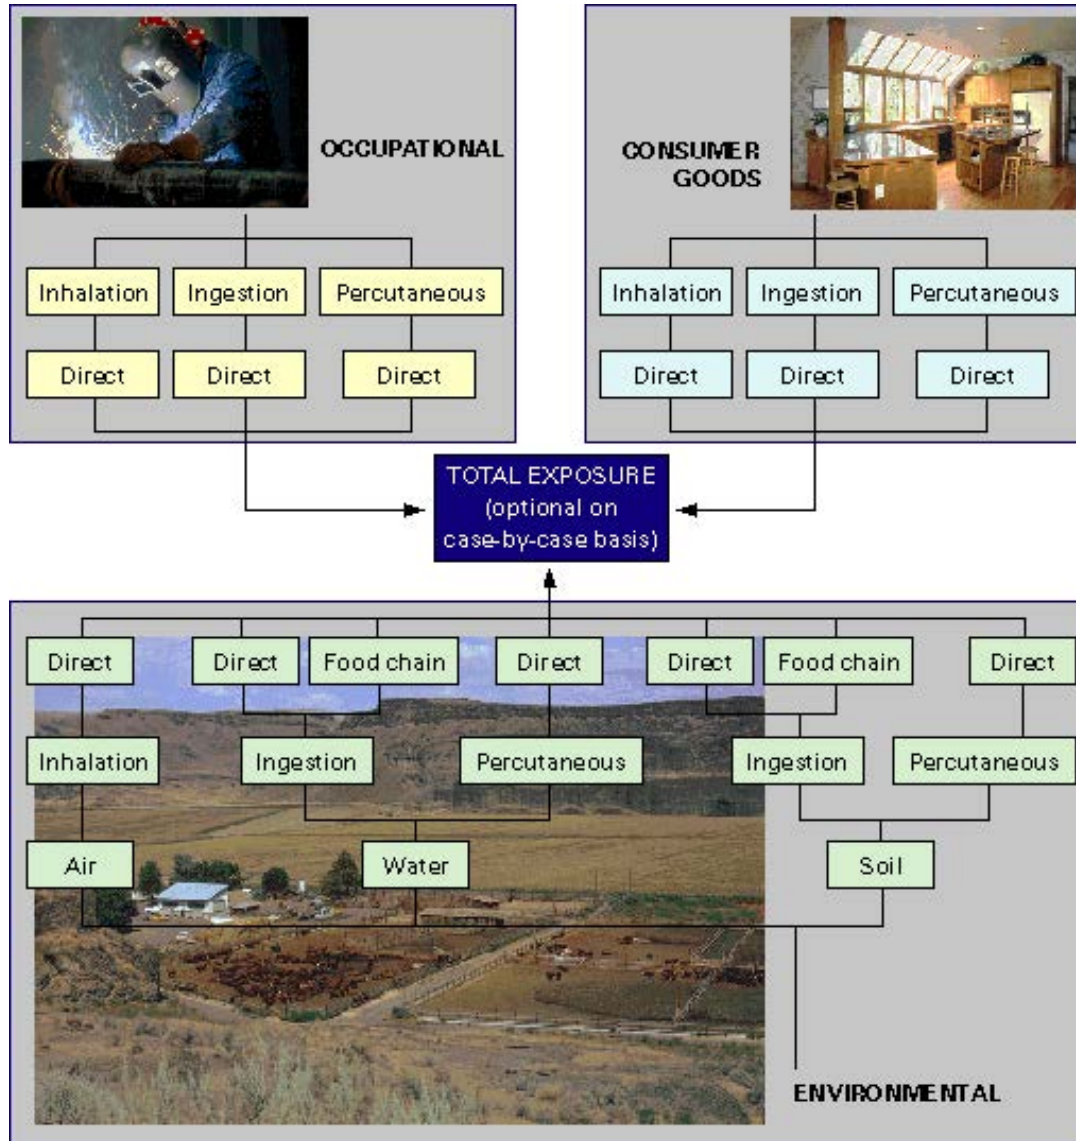 OCCUPATIONAL
CONSUMER
GOODS
Inhalation
Ingestion
Percutaneous
Direct
Direct
Direct
Inhalation
Ingestion
Percutaneous
Direct
Direct
Direct
TOTAL EXPOSURE
(optional on
case-by-case basis)
Direct
Direct
Food chain
Direct
Direct
Food chain
Direct
Inhalation
Ingestion
Percutaneous
Ingestion
Percutaneous
Air
Water
Soil
ENVIRONMENTAL